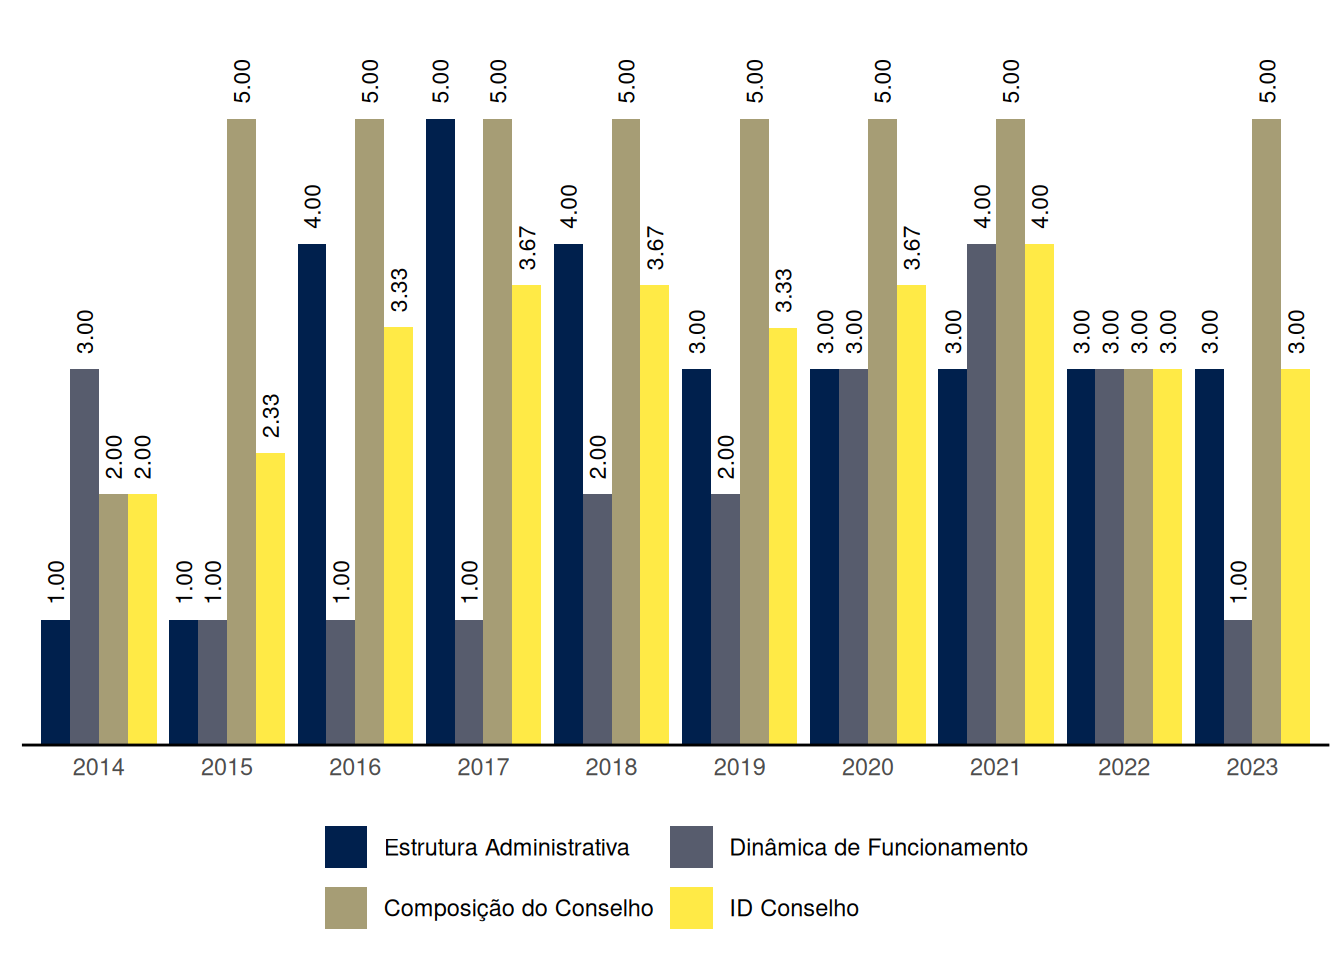 5.00 5.00 5.00 5.00 5.00 5.00 5.00 5.00 5.00
4.00 4.00 4.00 4.00
3.67 3.67 3.67
3.33 3.33
3.00 3.00 3.00 3.00 3.00 3.00 3.00 3.00 3.00 3.00 3.00
2.33
2.00 2.00 2.00 2.00
1.00 1.00 1.00 1.00 1.00 1.00
2014 2015 2016 2017 2018 2019 2020 2021 2022 2023
Estrutura Administrativa Dinâmica de Funcionamento
Composição do Conselho ID Conselho